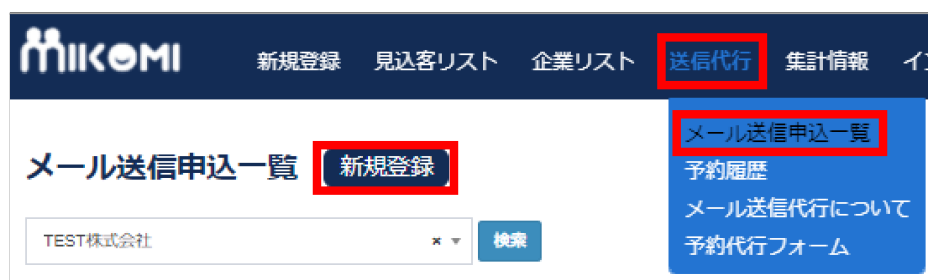 MIKOMI 新規登録 見込客リスト 企業リスト 送信代行 集計情報
メール送信申込一覧
予約履歴
メール送信代行について
予約代行フォーム
メール送信申込一覧 新規登録
TEST株式会社 × 検索